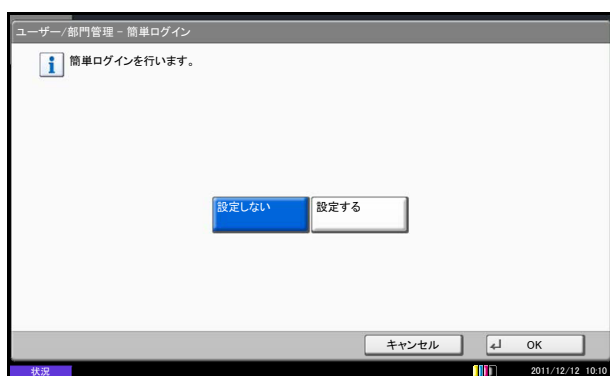 ユーザー/部門管理 - 簡単ログイン
簡単ログインを行います。
設定しない
設定する
キャンセル
OK
状況
2011/12/12 10:10